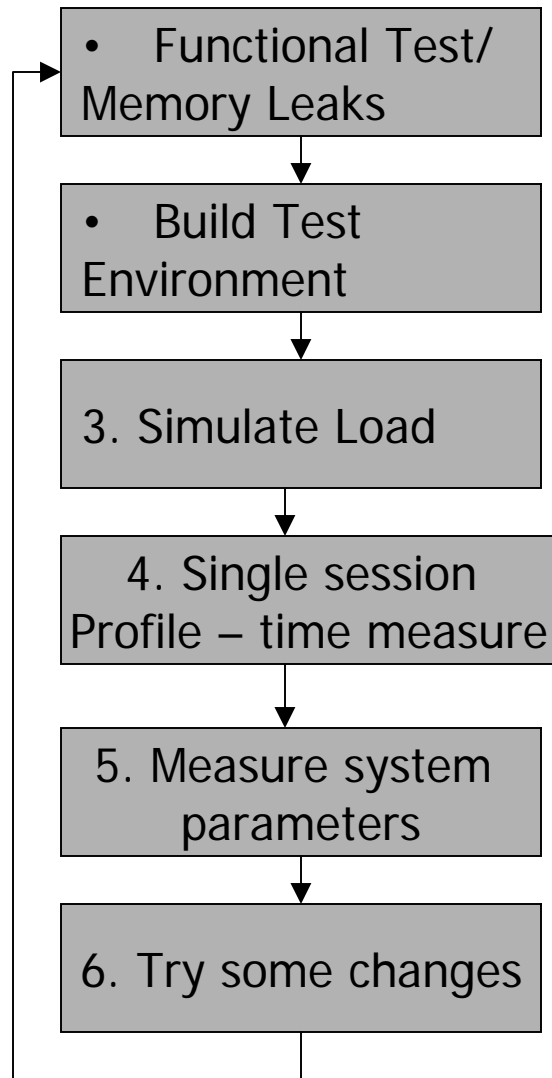 • Functional Test/
Memory Leaks
• Build Test
Environment
3. Simulate Load
4. Single session
Profile – time measure
5. Measure system
parameters
6. Try some changes